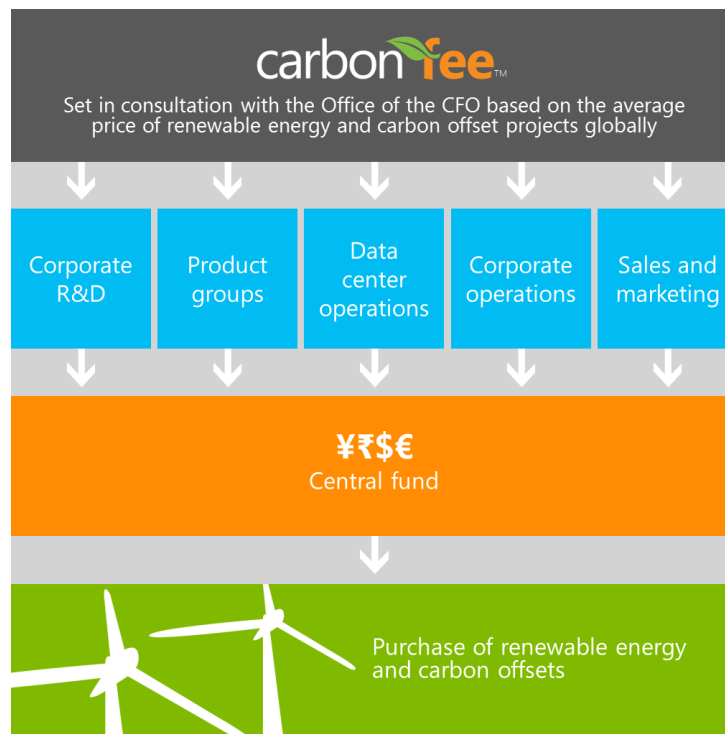 carbon fee™
Set in consultation with the Office of the CFO based on the average
price of renewable energy and carbon offset projects globally
Corporate
R&D
Product
groups
Data
center
operations
Corporate
operations
Sales and
marketing
¥₹$€
Central fund
Purchase of renewable energy
and carbon offsets